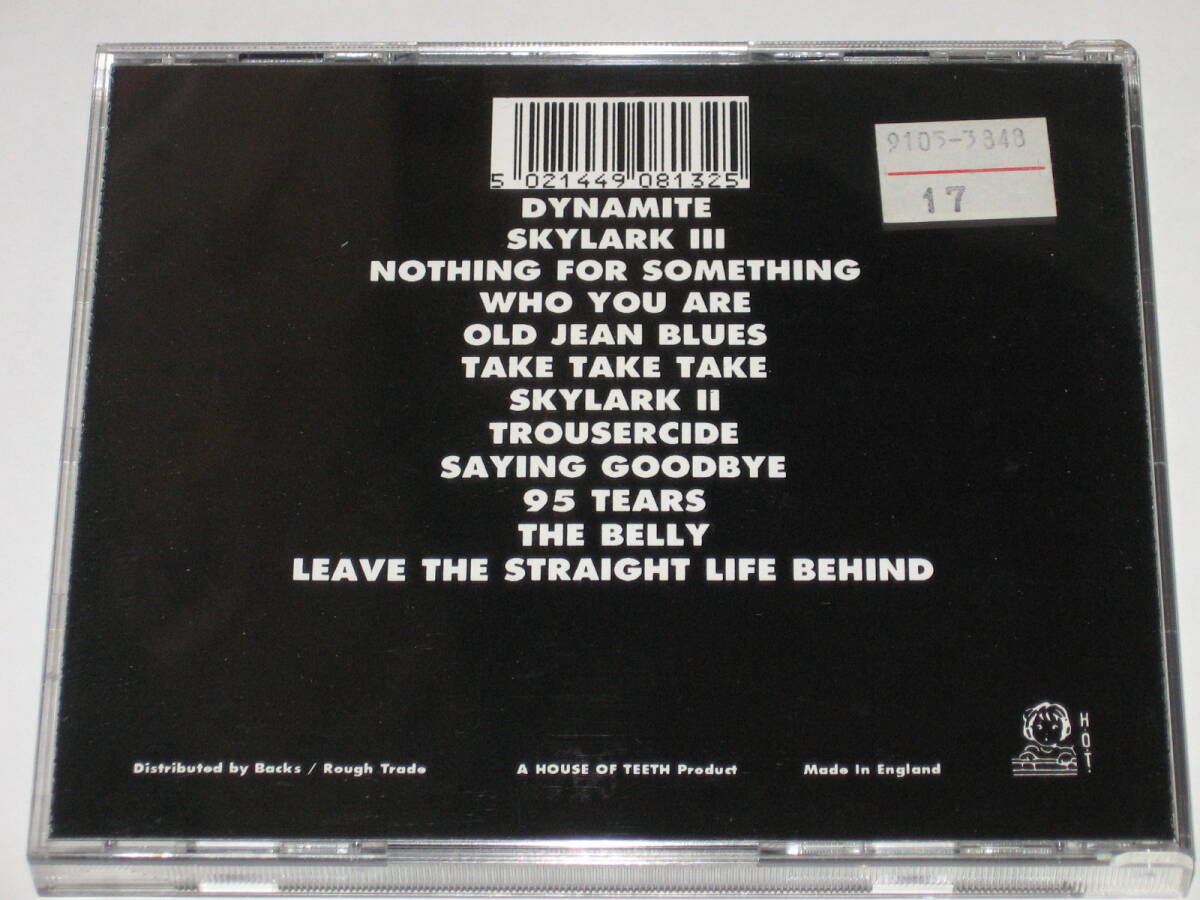 5 021449 081325
9105-3848
17
DYNAMITE
SKYLARK III
NOTHING FOR SOMETHING
WHO YOU ARE
OLD JEAN BLUES
TAKE TAKE TAKE
SKYLARK II
TROUSERCIDE
SAYING GOODBYE
95 TEARS
THE BELLY
LEAVE THE STRAIGHT LIFE BEHIND
HOT!
Distributed by Backs / Rough Trade
A HOUSE OF TEETH Product
Made In England